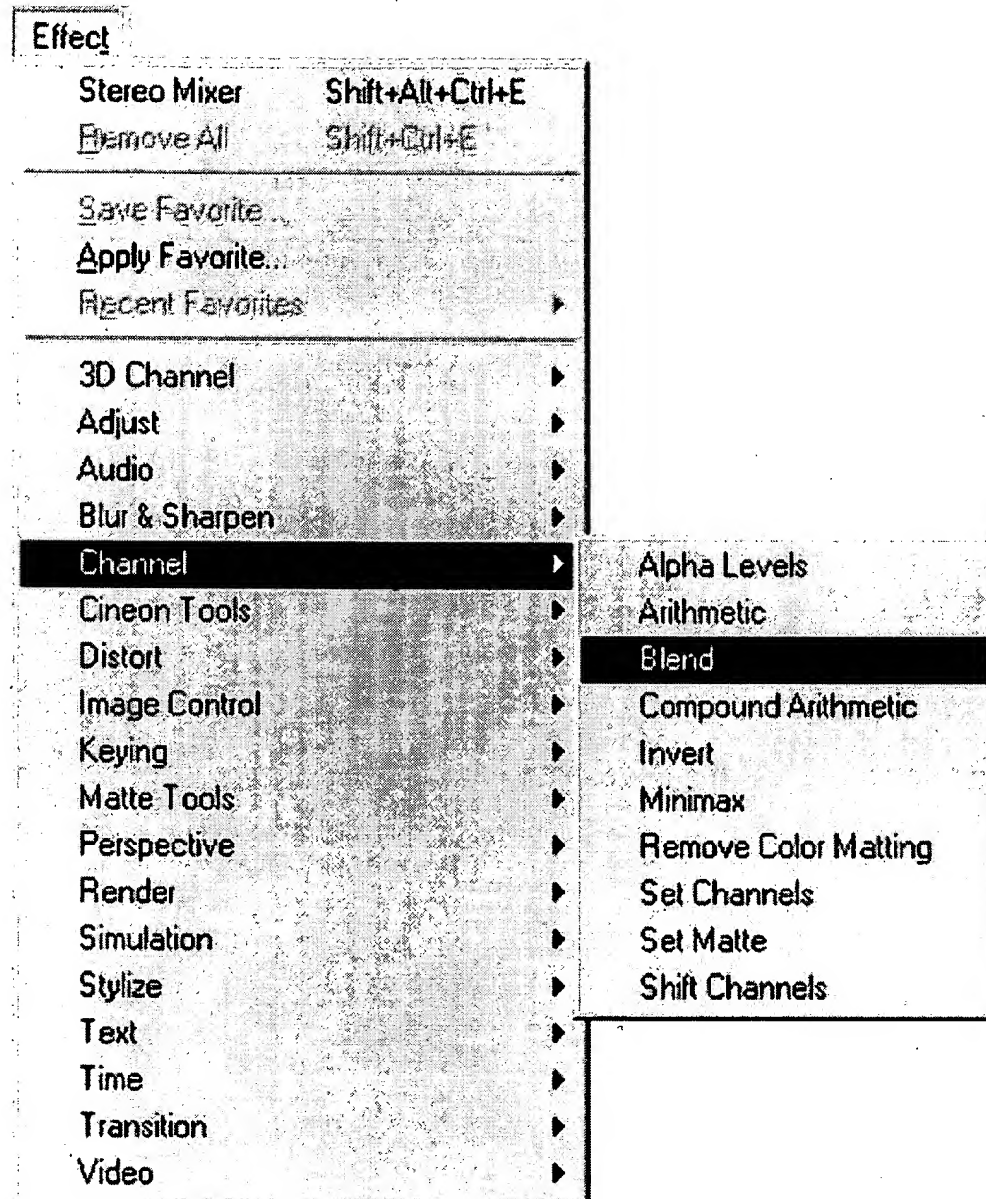 Effect
Stereo Mixer Shift+Alt+Ctrl+E
Remove All Shift+Ctrl+E
Save Favorite...
Apply Favorite...
Recent Favorites
3D Channel
Adjust
Audio
Blur & Sharpen
Channel
Cineon Tools
Distort
Image Control
Keying
Matte Tools
Perspective
Render
Simulation
Stylize
Text
Time
Transition
Video
Alpha Levels
Arithmetic
Blend
Compound Arithmetic
Invert
Minimax
Remove Color Matting
Set Channels
Set Matte
Shift Channels